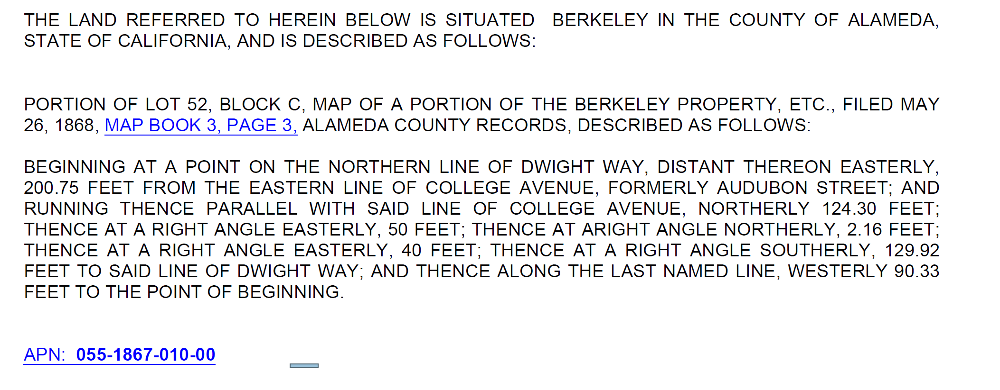 THE LAND REFERRED TO HEREIN BELOW IS SITUATED BERKELEY IN THE COUNTY OF ALAMEDA,
STATE OF CALIFORNIA, AND IS DESCRIBED AS FOLLOWS:
PORTION OF LOT 52, BLOCK C, MAP OF A PORTION OF THE BERKELEY PROPERTY, ETC., FILED MAY
26, 1868, MAP BOOK 3, PAGE 3, ALAMEDA COUNTY RECORDS, DESCRIBED AS FOLLOWS:
BEGINNING AT A POINT ON THE NORTHERN LINE OF DWIGHT WAY, DISTANT THEREON EASTERLY,
200.75 FEET FROM THE EASTERN LINE OF COLLEGE AVENUE, FORMERLY AUDUBON STREET; AND
RUNNING THENCE PARALLEL WITH SAID LINE OF COLLEGE AVENUE, NORTHERLY 124.30 FEET;
THENCE AT A RIGHT ANGLE EASTERLY, 50 FEET; THENCE AT ARIGHT ANGLE NORTHERLY, 2.16 FEET;
THENCE AT A RIGHT ANGLE EASTERLY, 40 FEET; THENCE AT A RIGHT ANGLE SOUTHERLY, 129.92
FEET TO SAID LINE OF DWIGHT WAY; AND THENCE ALONG THE LAST NAMED LINE, WESTERLY 90.33
FEET TO THE POINT OF BEGINNING.
APN: 055-1867-010-00